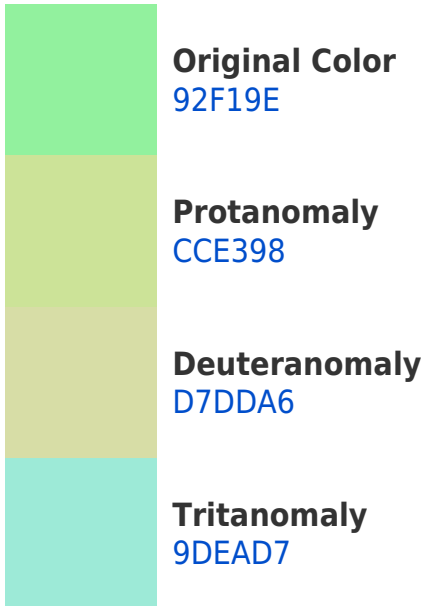 Original Color
92F19E
Protanomaly
CCE398
Deuteranomaly
D7DDA6
Tritanomaly
9DEAD7